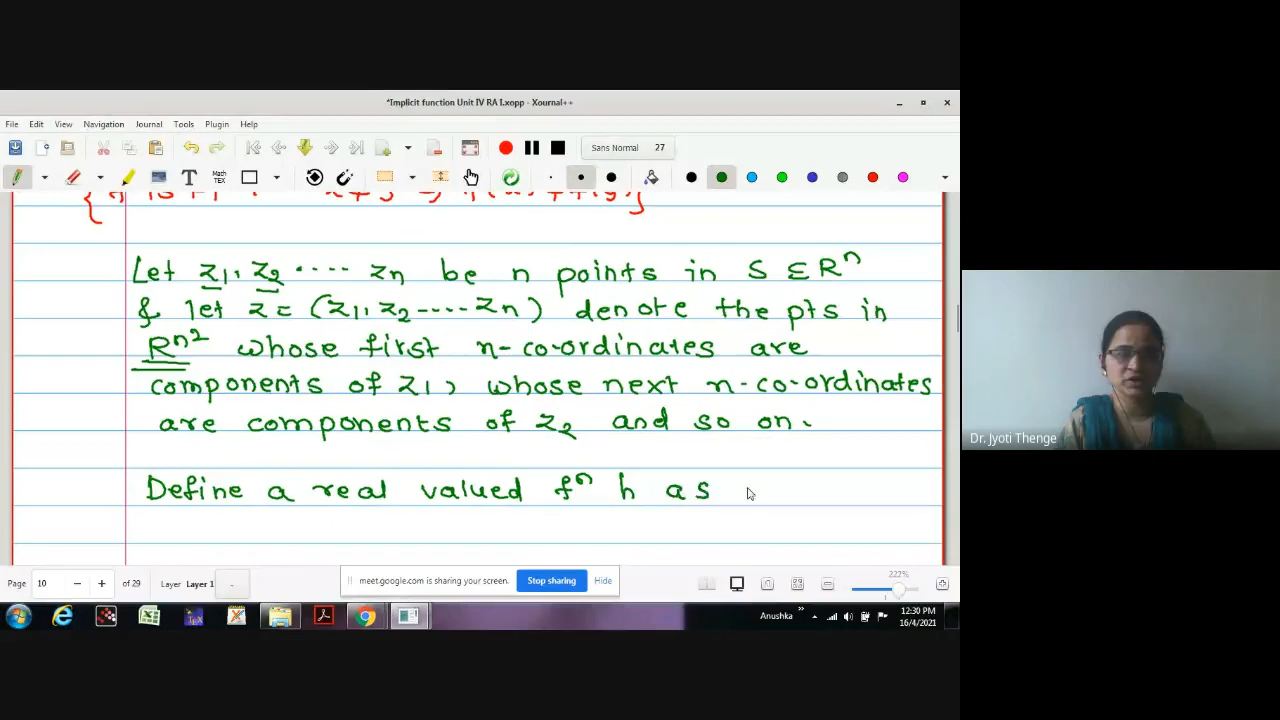 *Implicit function Unit IV RA I.xopp - Xournal++
File Edit View Navigation Journal Tools Plugin Help
Sans Normal 27
Let z1, z2 ..... zn be n points in S ⊆ Rⁿ
& let z = (z1, z2 ---- zn) denote the pts in
Rⁿ² whose first n-co-ordinates are
components of z1, whose next n-co-ordinates
are components of z2 and so on.
Define a real valued fⁿ h as
Dr. Jyoti Thenge
Page 10 of 29 Layer Layer 1
meet.google.com is sharing your screen. Stop sharing Hide
222%
Anushka
12:30 PM
16/4/2021